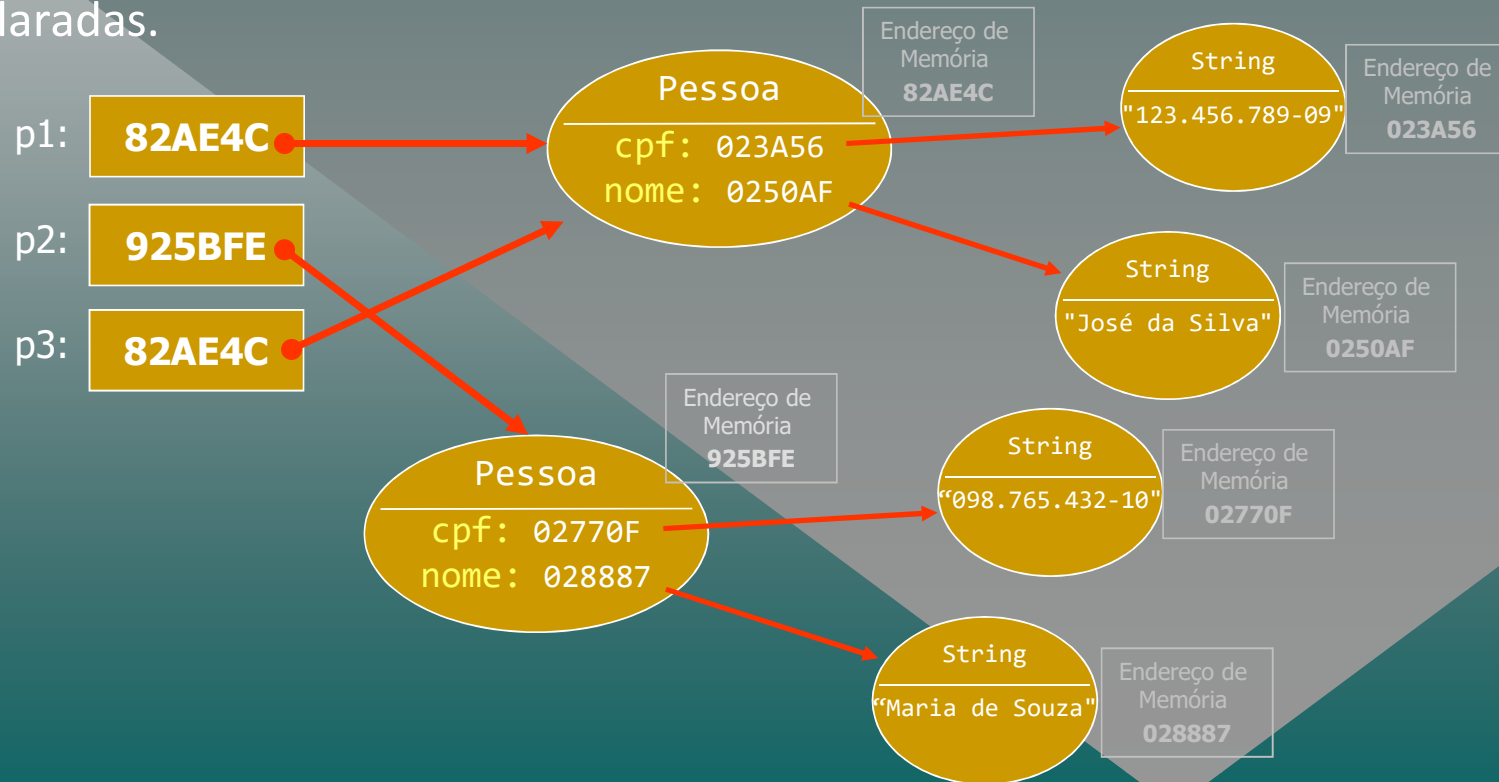 laradas.
p1:
82AE4C
p2:
925BFE
p3:
82AE4C
Pessoa
cpf: 023A56
nome: 0250AF
Endereço de
Memória
82AE4C
String
"123.456.789-09"
Endereço de
Memória
023A56
String
"José da Silva"
Endereço de
Memória
0250AF
Pessoa
cpf: 02770F
nome: 028887
Endereço de
Memória
925BFE
String
“098.765.432-10"
Endereço de
Memória
02770F
String
“Maria de Souza"
Endereço de
Memória
028887